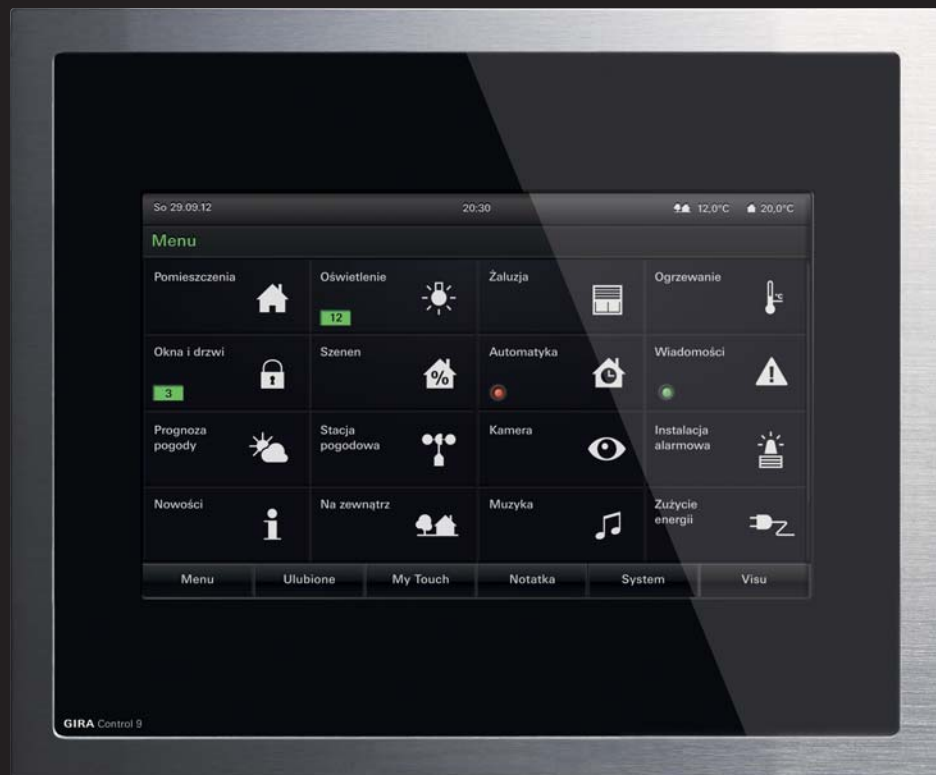 So 29.09.12 20:30 12,0°C 20,0°C
Menu
Pomieszczenia Oświetlenie Żaluzja Ogrzewanie
°C
12
Okna i drzwi Szenen Automatyka Wiadomości
%
3
Prognoza Stacja Kamera Instalacja
pogody pogodowa alarmowa
Nowości Na zewnątrz Muzyka Zużycie
energii
Menu Ulubione My Touch Notatka System Visu
GIRA Control 9